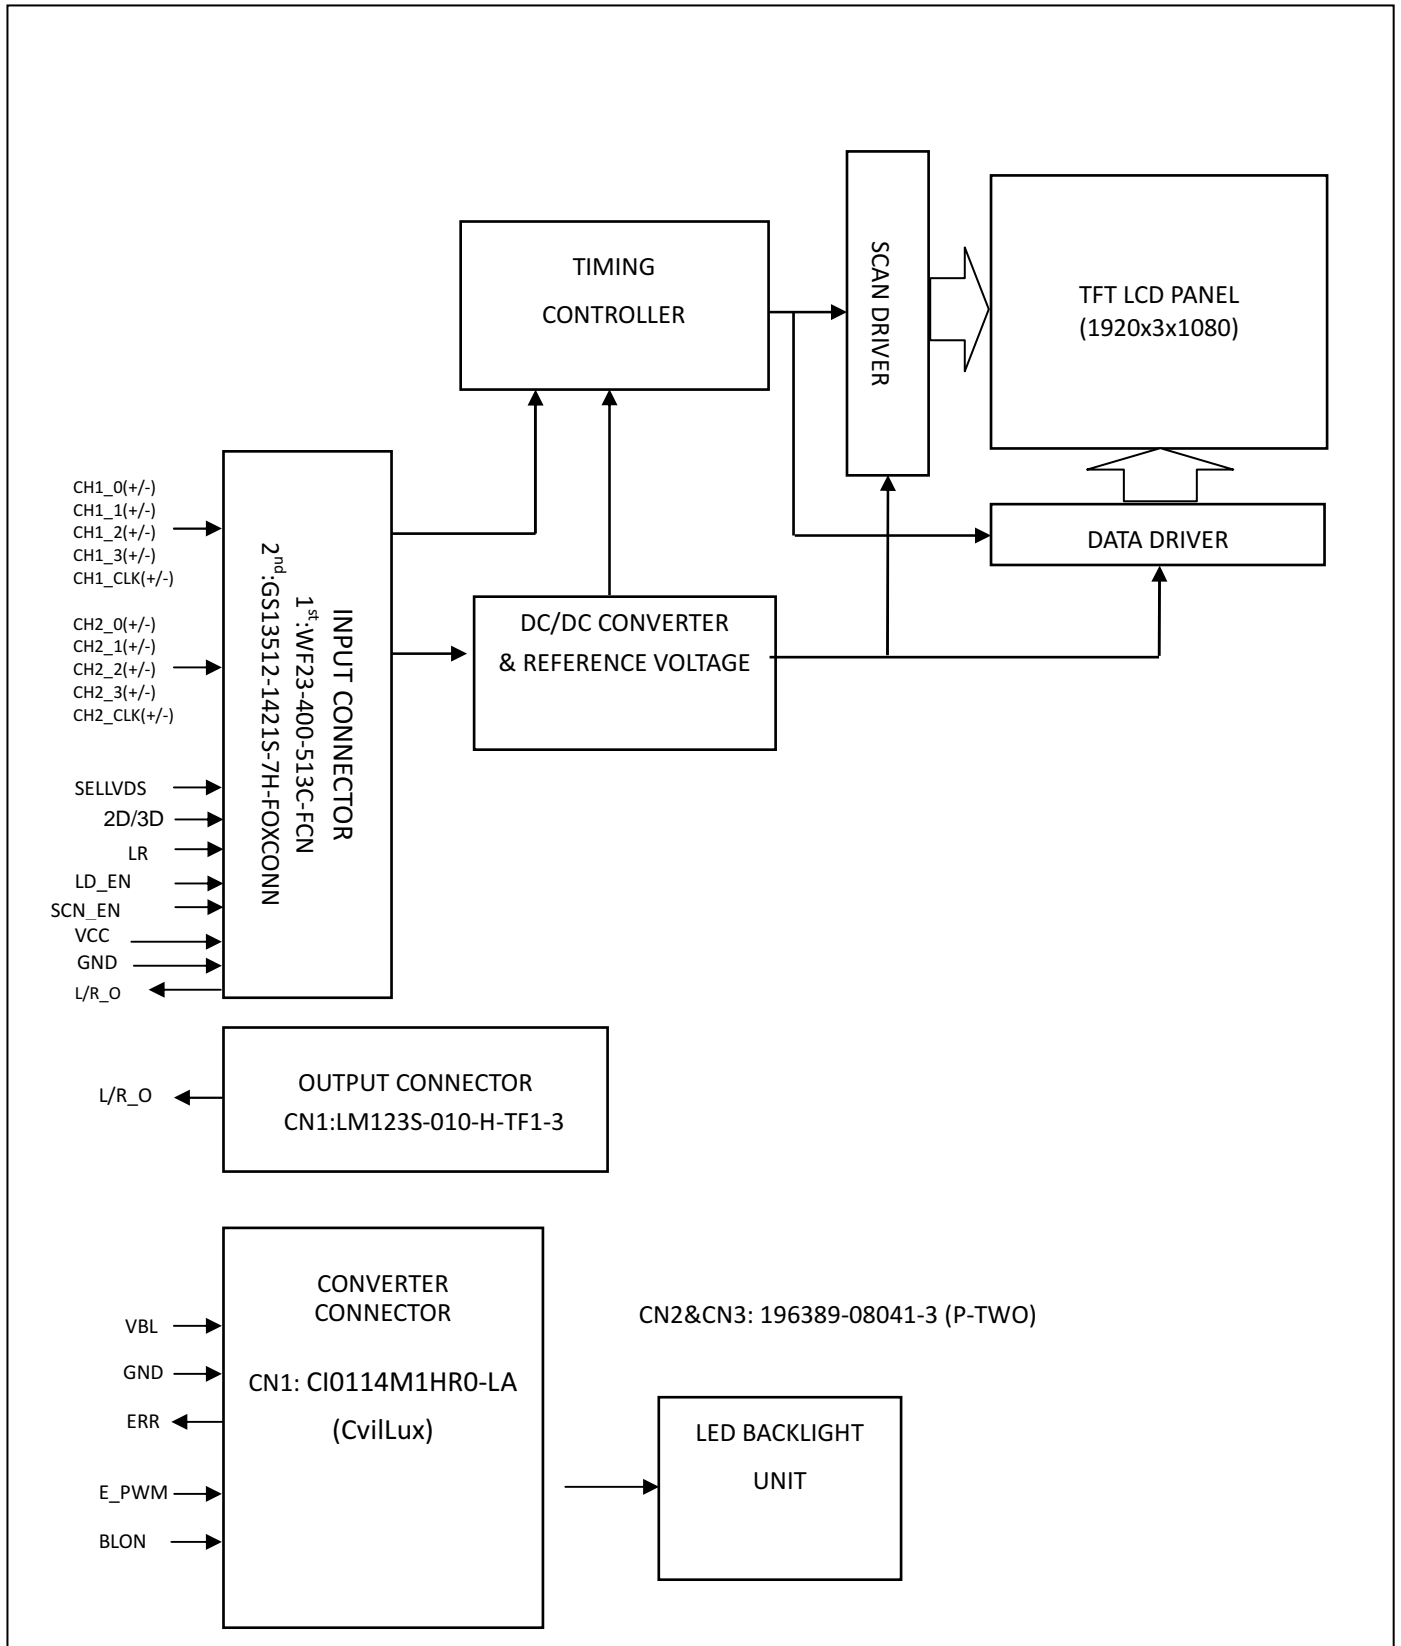 TIMING
CONTROLLER
SCAN DRIVER
TFT LCD PANEL
(1920x3x1080)
DATA DRIVER
CH1_0(+/-)
CH1_1(+/-)
CH1_2(+/-)
CH1_3(+/-)
CH1_CLK(+/-)
CH2_0(+/-)
CH2_1(+/-)
CH2_2(+/-)
CH2_3(+/-)
CH2_CLK(+/-)
SELLVDS
2D/3D
LR
LD_EN
SCN_EN
VCC
GND
L/R_O
INPUT CONNECTOR
1st:WF23-400-513C-FCN
2nd:GS13512-1421S-7H-FOXCONN
DC/DC CONVERTER
& REFERENCE VOLTAGE
L/R_O
OUTPUT CONNECTOR
CN1:LM123S-010-H-TF1-3
VBL
GND
ERR
E_PWM
BLON
CONVERTER
CONNECTOR
CN1: CI0114M1HR0-LA
(CvilLux)
CN2&CN3: 196389-08041-3 (P-TWO)
LED BACKLIGHT
UNIT